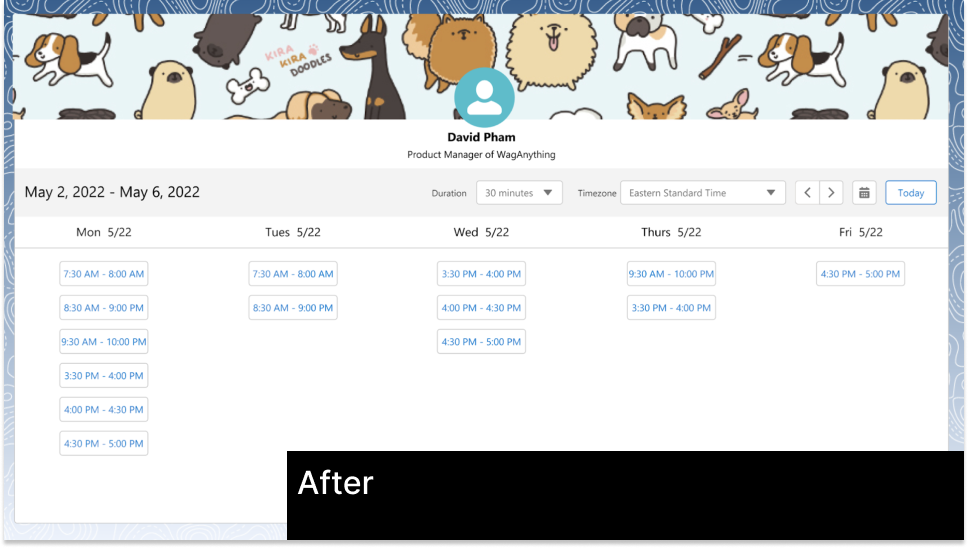 KIRA
KIRA
DOODLES
David Pham
Product Manager of WagAnything
May 2, 2022 - May 6, 2022
Duration 30 minutes Timezone Eastern Standard Time Today
Mon 5/22 Tues 5/22 Wed 5/22 Thurs 5/22 Fri 5/22
7:30 AM - 8:00 AM 7:30 AM - 8:00 AM 3:30 PM - 4:00 PM 9:30 AM - 10:00 PM 4:30 PM - 5:00 PM
8:30 AM - 9:00 PM 8:30 AM - 9:00 PM 4:00 PM - 4:30 PM 3:30 PM - 4:00 PM
9:30 AM - 10:00 PM 4:30 PM - 5:00 PM
3:30 PM - 4:00 PM
4:00 PM - 4:30 PM
4:30 PM - 5:00 PM
After